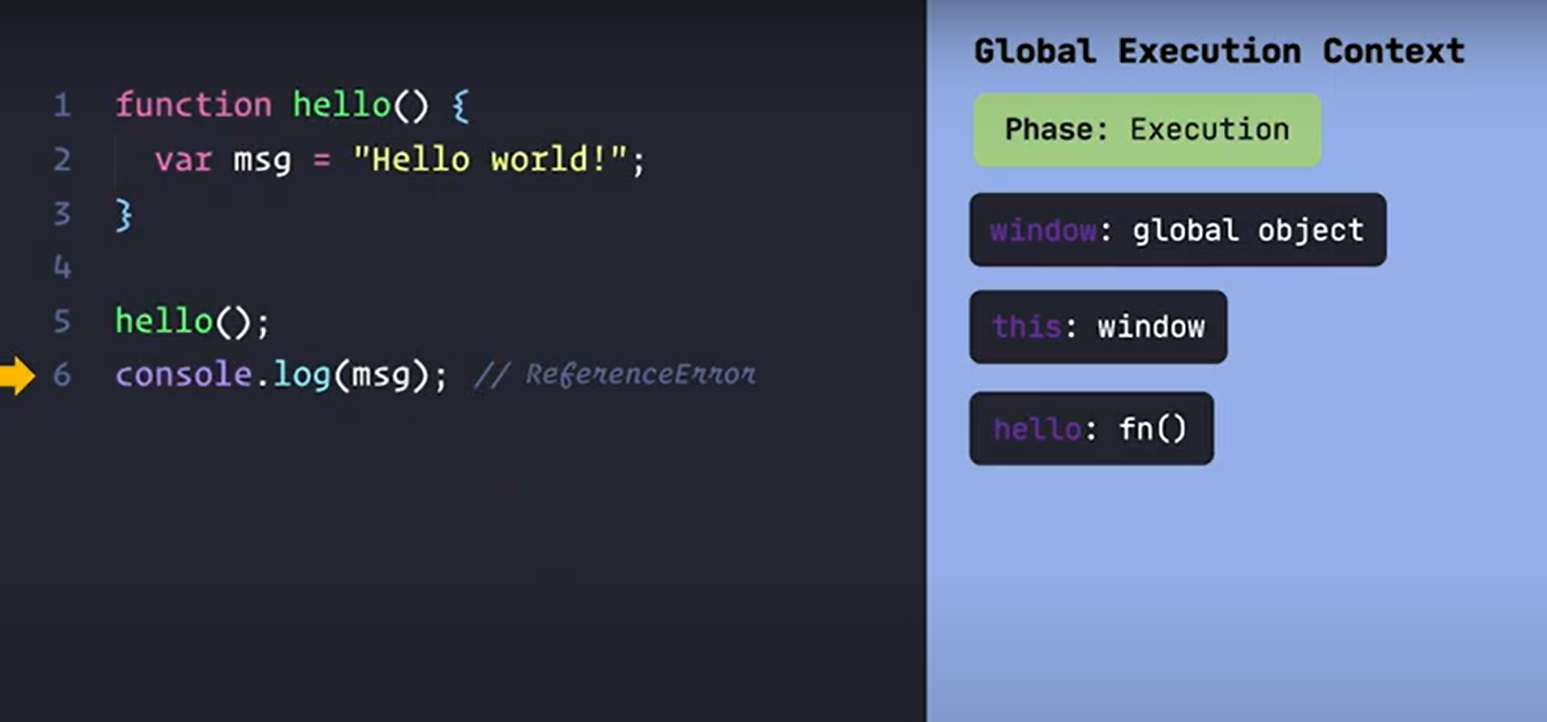 1 function hello() {
2 var msg = "Hello world!";
3 }
4
5 hello();
6 console.log(msg); // ReferenceError
Global Execution Context
Phase: Execution
window: global object
this: window
hello: fn()